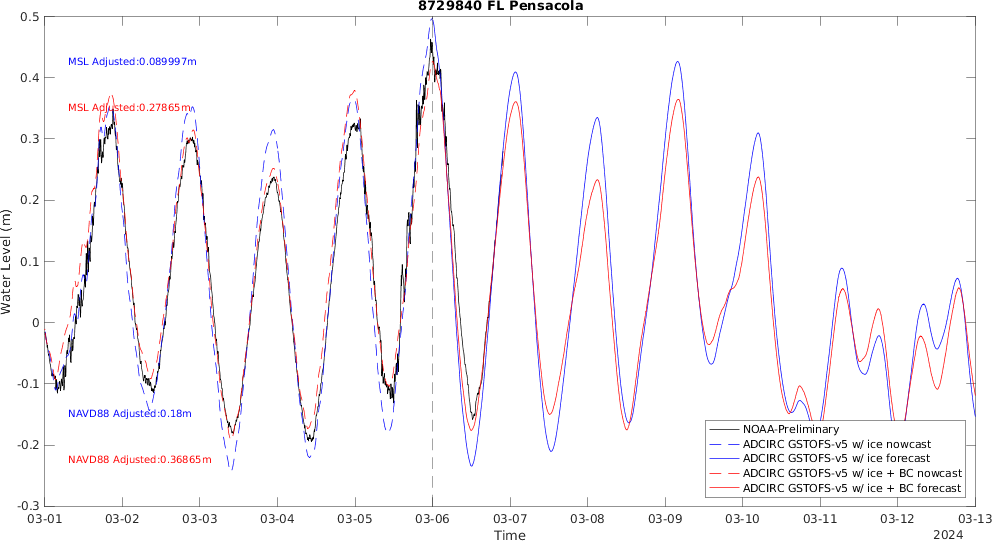 8729840 FL Pensacola
0.5
0.4
0.3
0.2
0.1
0
-0.1
-0.2
-0.3
Water Level (m)
MSL Adjusted:0.089997m
MSL Adjusted:0.27865m
NAVD88 Adjusted:0.18m
NAVD88 Adjusted:0.36865m
NOAA-Preliminary
ADCIRC GSTOFS-v5 w/ ice nowcast
ADCIRC GSTOFS-v5 w/ ice forecast
ADCIRC GSTOFS-v5 w/ ice + BC nowcast
ADCIRC GSTOFS-v5 w/ ice + BC forecast
03-01 03-02 03-03 03-04 03-05 03-06 03-07 03-08 03-09 03-10 03-11 03-12 03-13
Time
2024